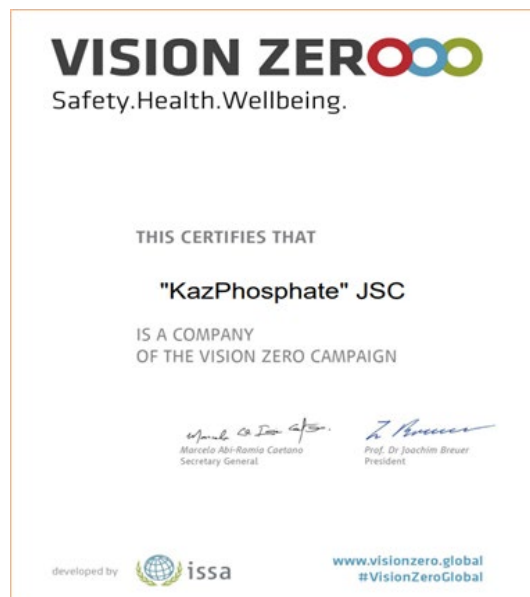 VISION ZEROOO
Safety.Health.Wellbeing.
THIS CERTIFIES THAT
"KazPhosphate" JSC
IS A COMPANY
OF THE VISION ZERO CAMPAIGN
Marcelo Abi-Ramia Caetano
Secretary General
Prof. Dr Joachim Breuer
President
developed by issa
www.visionzero.global
#VisionZeroGlobal